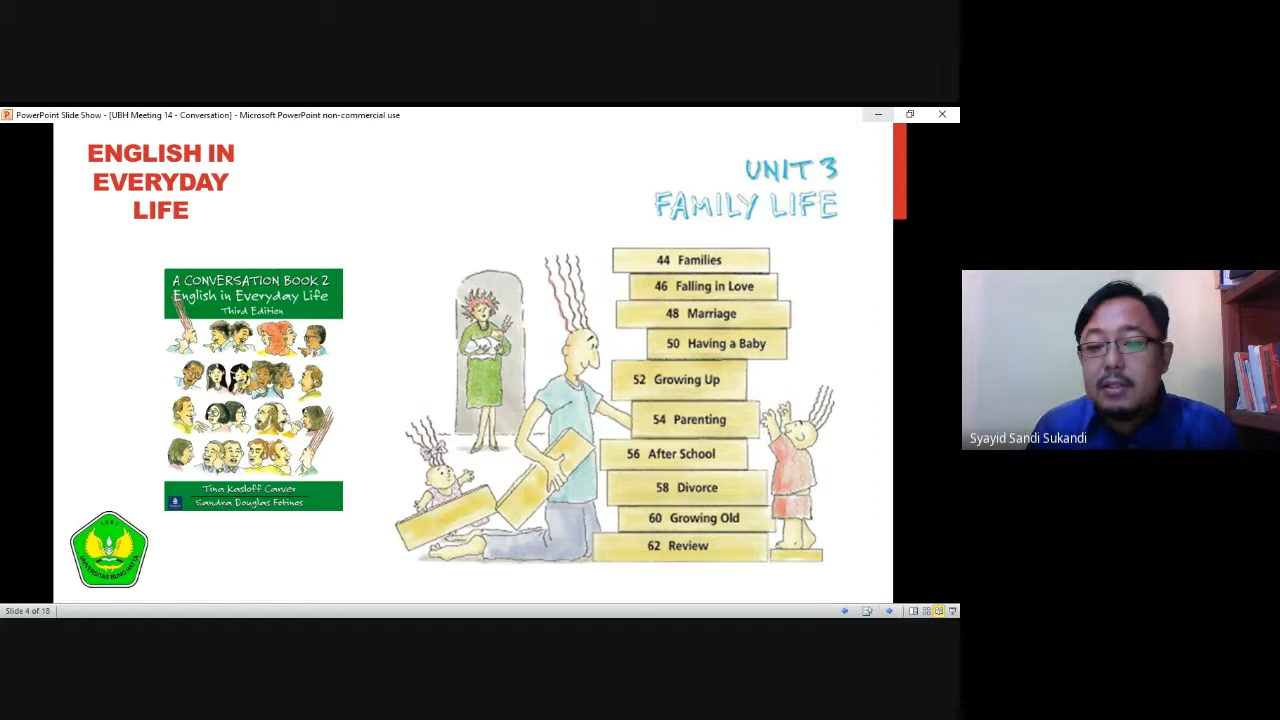 PowerPoint Slide Show - [UBH Meeting 14 - Conversation] - Microsoft PowerPoint non-commercial use
ENGLISH IN
EVERYDAY
LIFE
UNIT 3
FAMILY LIFE
A CONVERSATION BOOK 2
English in Everyday Life
Third Edition
Tina Kasloff Carver
Sandra Douglas Fotinos
44 Families
46 Falling in Love
48 Marriage
50 Having a Baby
52 Growing Up
54 Parenting
56 After School
58 Divorce
60 Growing Old
62 Review
UNIVERSITAS BUNG HATTA
Syayid Sandi Sukandi
Slide 4 of 18